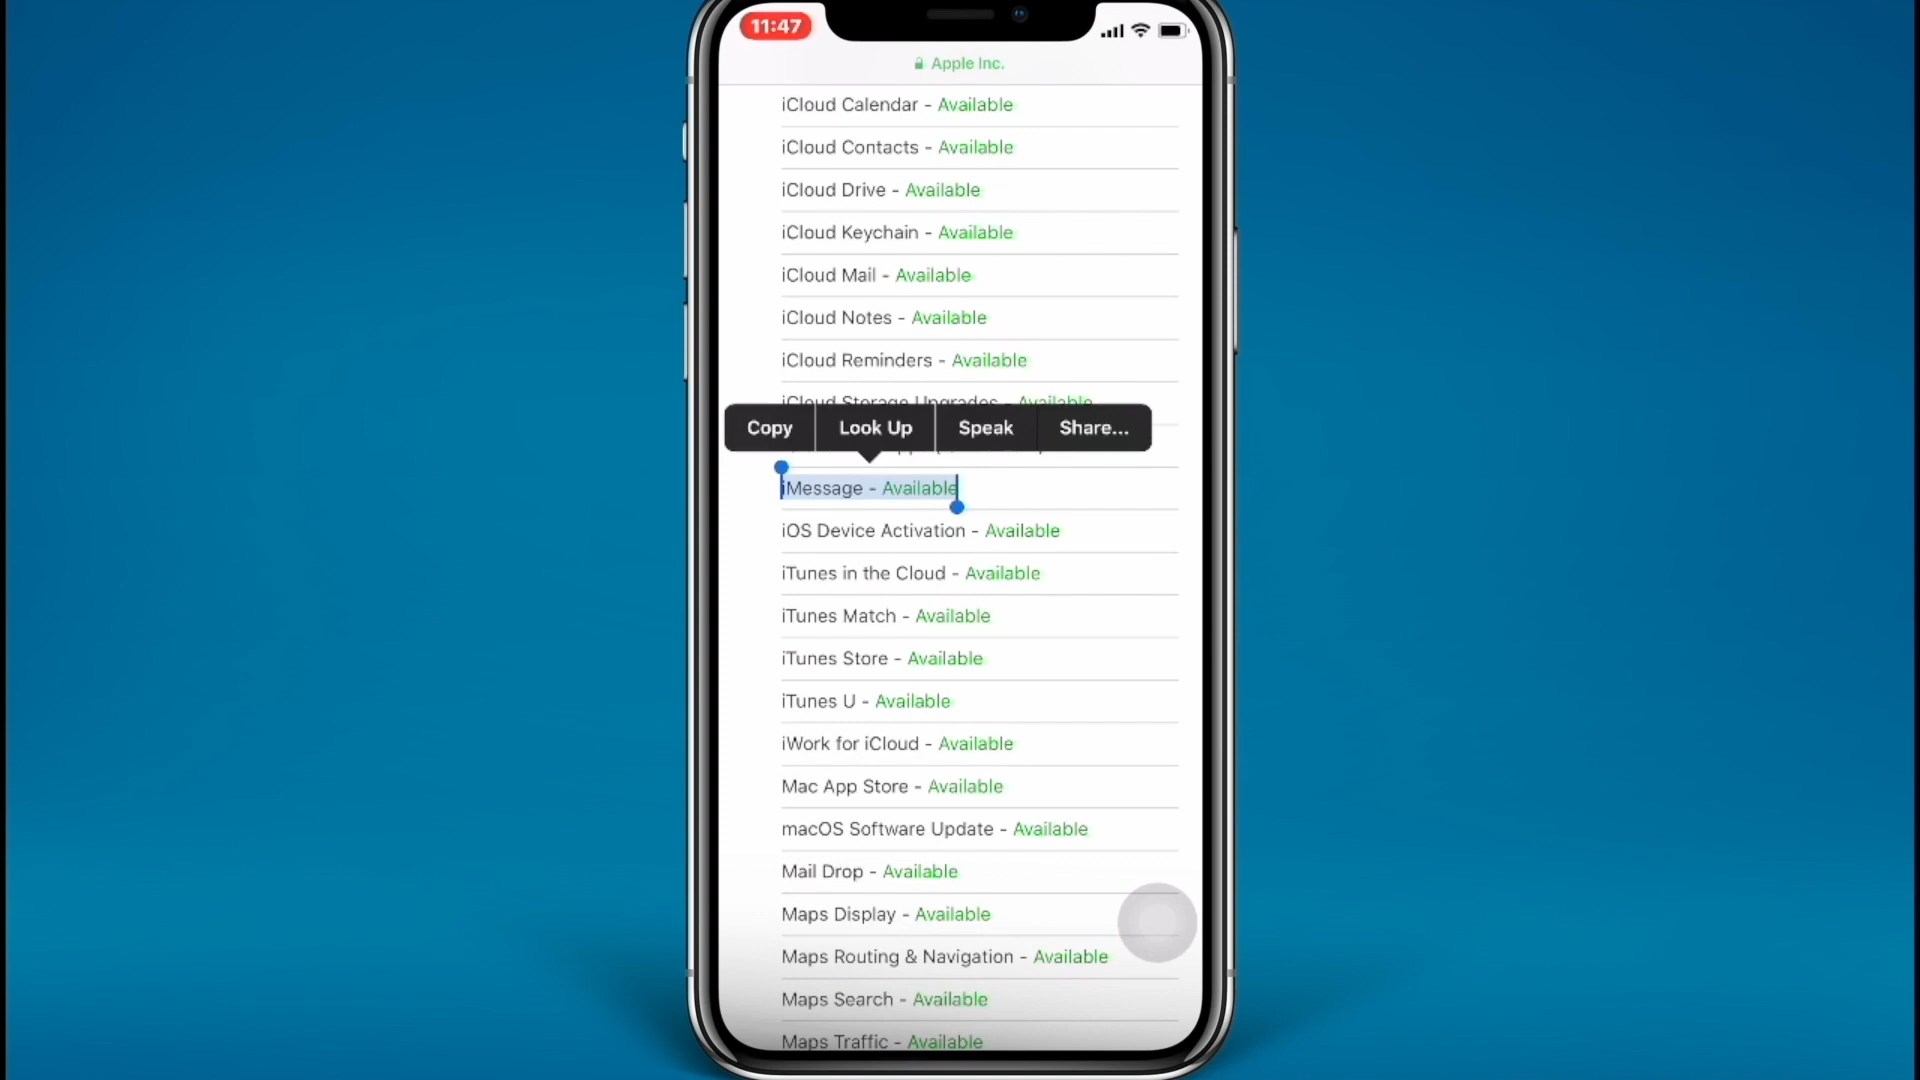 11:47
Apple Inc.
iCloud Calendar - Available
iCloud Contacts - Available
iCloud Drive - Available
iCloud Keychain - Available
iCloud Mail - Available
iCloud Notes - Available
iCloud Reminders - Available
iCloud Storage Upgrades - Available
Copy Look Up Speak Share...
iMessage - Available
iOS Device Activation - Available
iTunes in the Cloud - Available
iTunes Match - Available
iTunes Store - Available
iTunes U - Available
iWork for iCloud - Available
Mac App Store - Available
macOS Software Update - Available
Mail Drop - Available
Maps Display - Available
Maps Routing & Navigation - Available
Maps Search - Available
Maps Traffic - Available